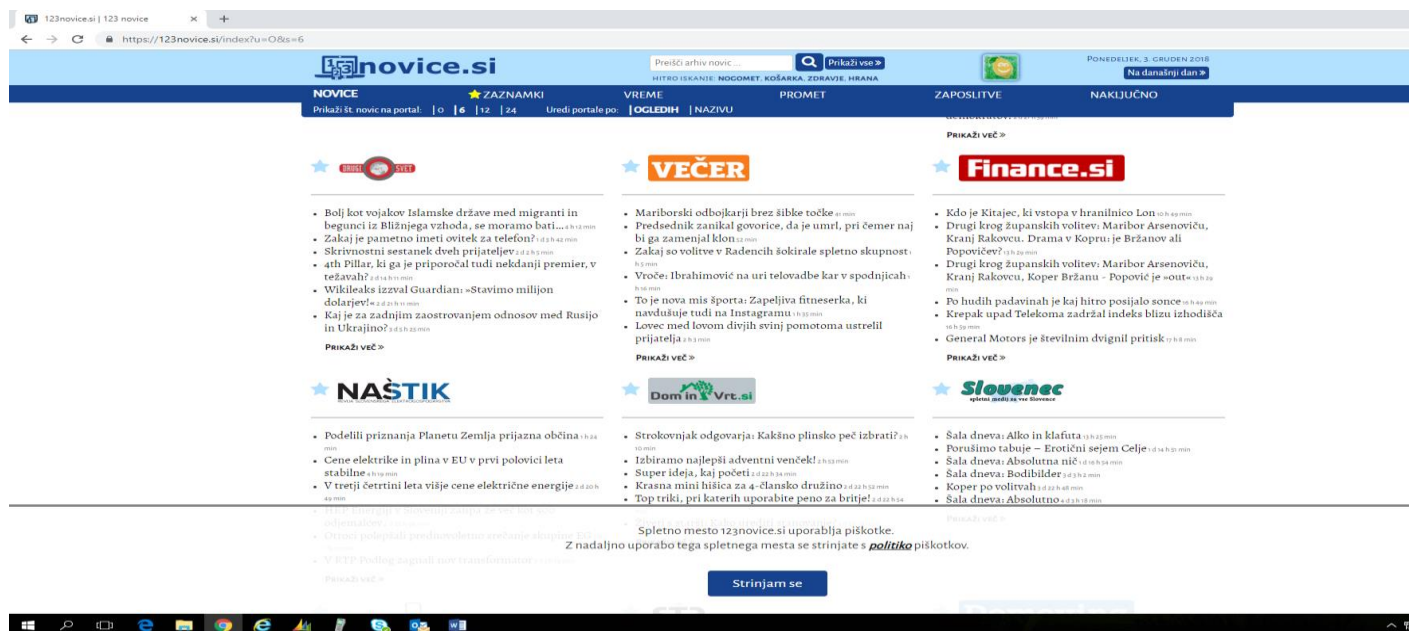 123novice.si | 123 novice
https://123novice.si/index?u=O&s=6
123novice.si
Preišči arhiv novic ...
Prikaži vse »
HITRO ISKANJE: NOGOMET, KOŠARKA, ZDRAVJE, HRANA
PONEDELJEK, 3. GRUDEN 2018
Na današnji dan »
NOVICE
ZAZNAMKI
VREME
PROMET
ZAPOSLITVE
NAKLJUČNO
Prikaži št. novic na portal: | 0 | 6 | 12 | 24 Uredi portale po: | OGLEDIH | NAZIVU
PRIKAŽI VEČ »
DRUGI SVET
• Bolj kot vojakov Islamske države med migranti in
begunci iz Bližnjega vzhoda, se moramo bati...
• Zakaj je pametno imeti ovitek za telefon?
• Skrivnostni sestanek dveh prijateljev
• 4th Pillar, ki ga je priporočal tudi nekdanji premier, v
težavah?
• Wikileaks izzval Guardian: »Stavimo milijon
dolarjev!«
• Kaj je za zadnjim zaostrovanjem odnosov med Rusijo
in Ukrajino?
PRIKAŽI VEČ »
VEČER
• Mariborski odbojkarji brez šibke točke
• Predsednik zanikal govorice, da je umrl, pri čemer naj
bi ga zamenjal klon
• Zakaj so volitve v Radencih šokirale spletno skupnost
• Vroče: Ibrahimović na uri telovadbe kar v spodnjicah
• To je nova mis športa: Zapeljiva fitneserka, ki
navdušuje tudi na Instagramu
• Lovec med lovom divjih svinj pomotoma ustrelil
prijatelja
PRIKAŽI VEČ »
Finance.si
• Kdo je Kitajec, ki vstopa v hranilnico Lon
• Drugi krog županskih volitev: Maribor Arsenoviću,
Kranj Rakovcu. Drama v Kopru: je Bržanov ali
Popovičev?
• Drugi krog županskih volitev: Maribor Arsenoviću,
Kranj Rakovcu, Koper Bržanu - Popović je »out«
• Po hudih padavinah je kaj hitro posijalo sonce
• Krepak upad Telekoma zadržal indeks blizu izhodišča
• General Motors je številnim dvignil pritisk
PRIKAŽI VEČ »
NAŠTIK
• Podelili priznanja Planetu Zemlja prijazna občina
• Cene elektrike in plina v EU v prvi polovici leta
stabilne
• V tretji četrtini leta višje cene električne energije
Dom in Vrt.si
• Strokovnjak odgovarja: Kakšno plinsko peč izbrati?
• Izbiramo najlepši adventni venček!
• Super ideja, kaj početi
• Krasna mini hišica za 4-člansko družino
• Top triki, pri katerih uporabite peno za britje!
Slovenec
spletni medij za vse Slovence
• Šala dneva: Alko in klafuta
• Porušimo tabuje – Erotični sejem Celje
• Šala dneva: Absolutna nič
• Šala dneva: Bodibilder
• Koper po volitvah
• Šala dneva: Absolutno
PRIKAŽI VEČ »
Spletno mesto 123novice.si uporablja piškotke.
Z nadaljno uporabo tega spletnega mesta se strinjate s politiko piškotkov.
Strinjam se
PRIKAŽI VEČ »